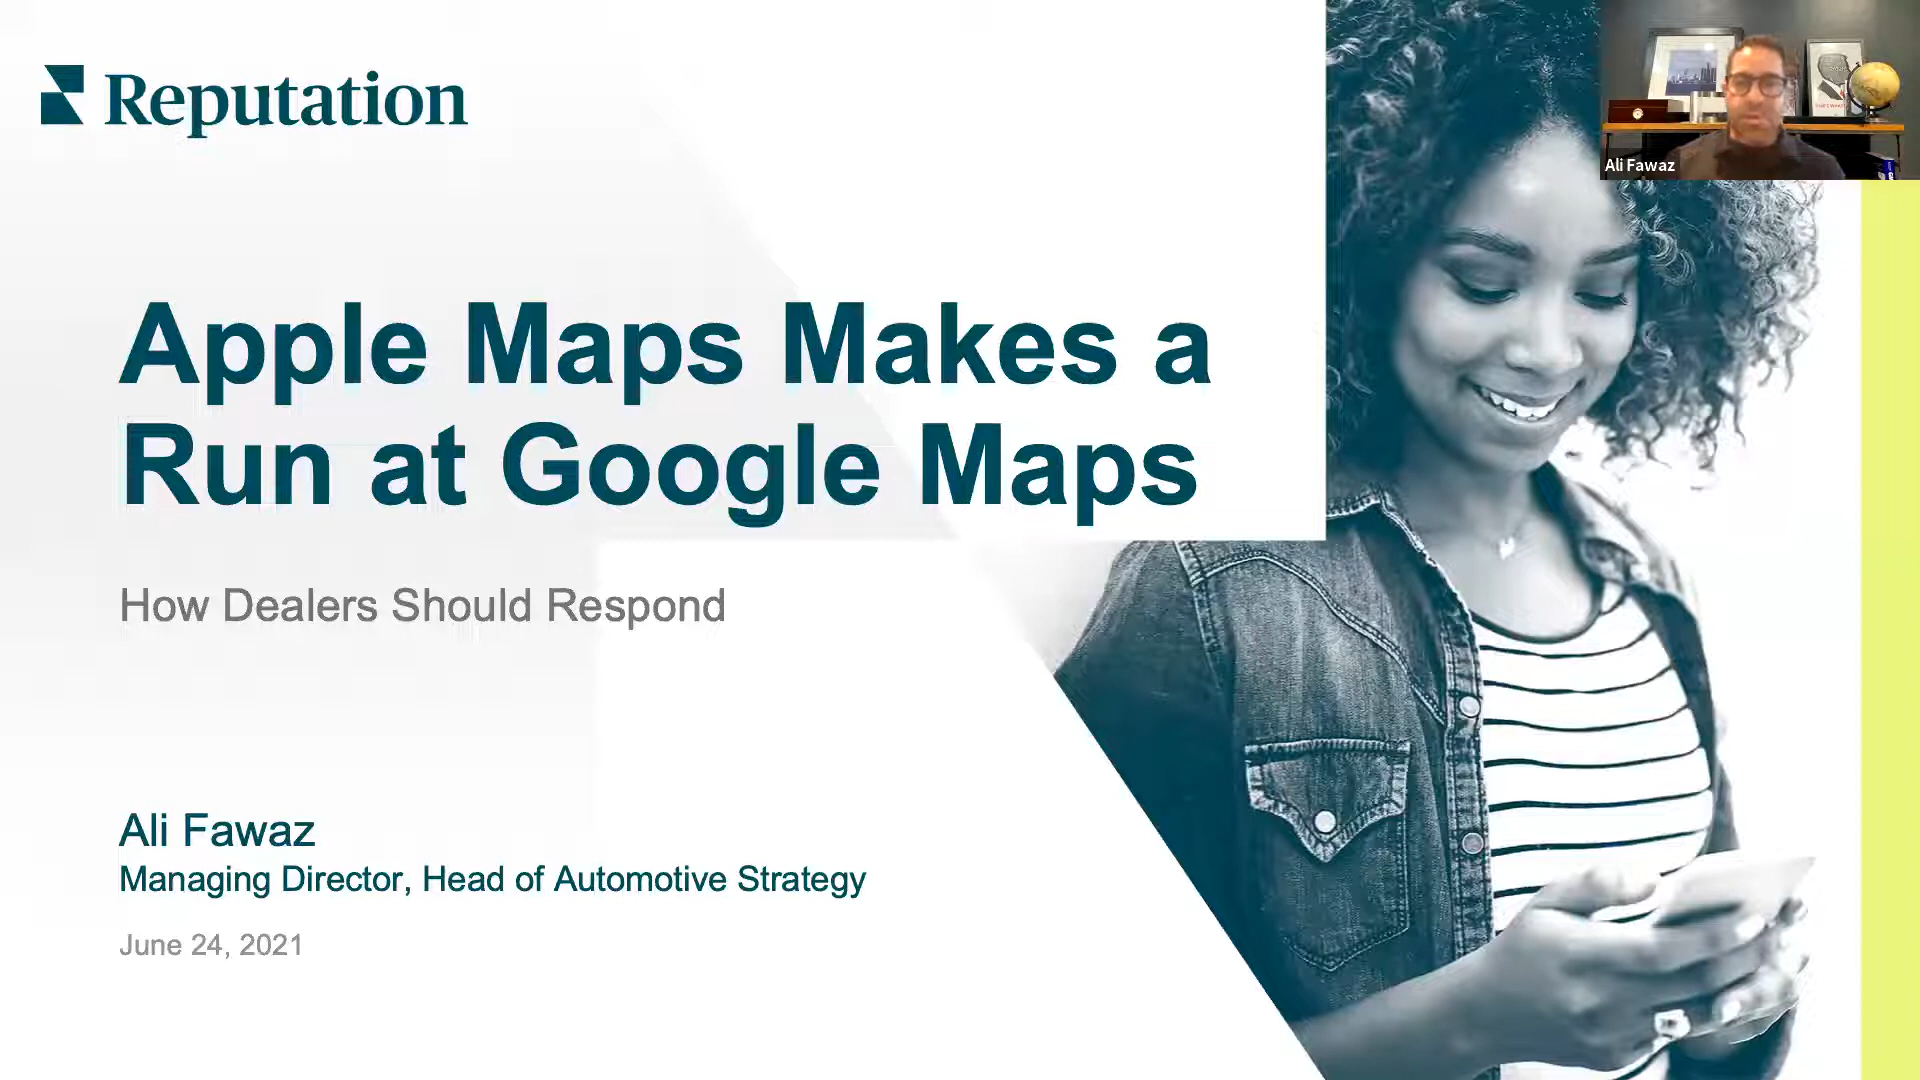 Reputation
Ali Fawaz
Apple Maps Makes a
Run at Google Maps
How Dealers Should Respond
Ali Fawaz
Managing Director, Head of Automotive Strategy
June 24, 2021